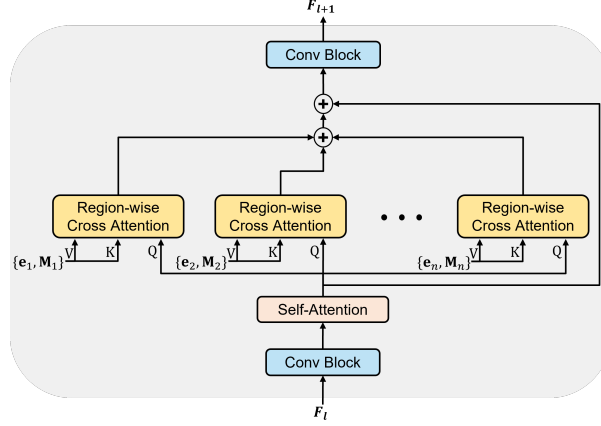 F_{l+1}
Conv Block
+
+
Region-wise Cross Attention
Region-wise Cross Attention
• • •
Region-wise Cross Attention
V K Q
V K Q
V K Q
{e_1, M_1}
{e_2, M_2}
{e_n, M_n}
Self-Attention
Conv Block
F_l